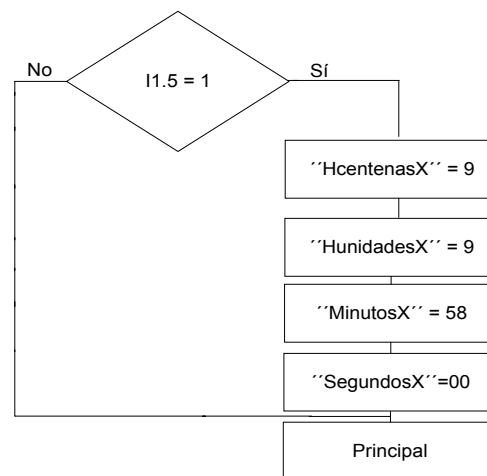 No
I1.5 = 1
Sí
´´HcentenasX´´ = 9
´´HunidadesX´´ = 9
´´MinutosX´´ = 58
´´SegundosX´´=00
Principal